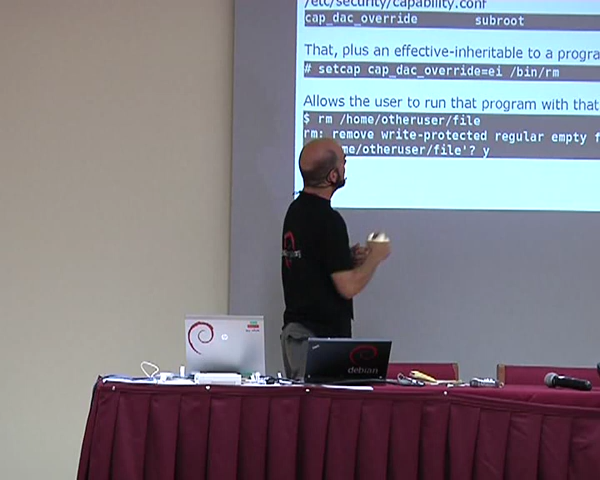 /etc/security/capability.conf
cap_dac_override subroot
That, plus an effective-inheritable to a progra
# setcap cap_dac_override=ei /bin/rm
Allows the user to run that program with that
$ rm /home/otheruser/file
rm: remove write-protected regular empty f
me/otheruser/file'? y
hp
debian